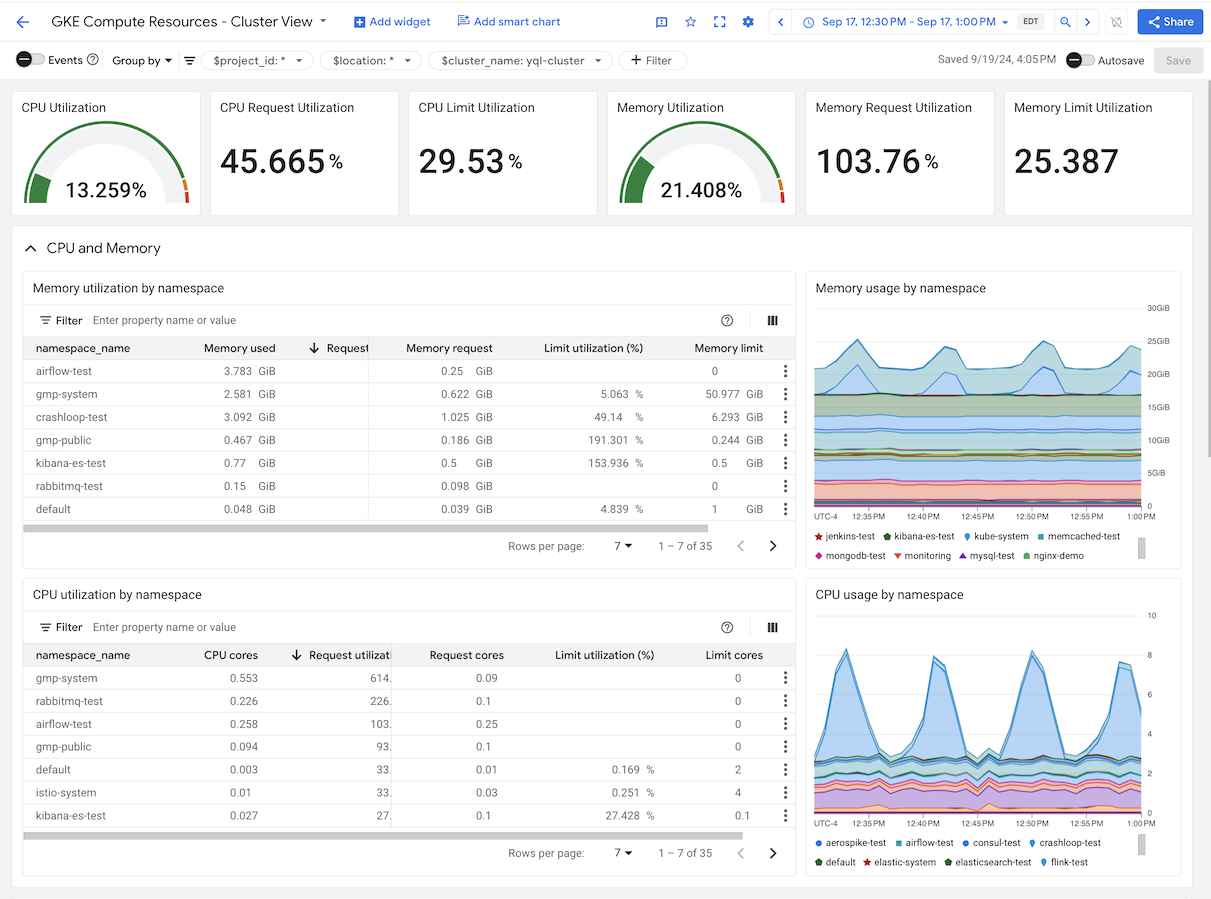 GKE Compute Resources - Cluster View Add widget Add smart chart Sep 17, 12:30 PM - Sep 17, 1:00 PM EDT Share
Events Group by $project_id: * $location: * $cluster_name: yql-cluster Filter Saved 9/19/24, 4:05 PM Autosave Save
CPU Utilization
13.259%
CPU Request Utilization
45.665 %
CPU Limit Utilization
29.53 %
Memory Utilization
21.408%
Memory Request Utilization
103.76 %
Memory Limit Utilization
25.387
CPU and Memory
Memory utilization by namespace
Filter Enter property name or value
namespace_name Memory used Request Memory request Limit utilization (%) Memory limit
airflow-test 3.783 GiB 0.25 GiB 0
gmp-system 2.581 GiB 0.622 GiB 5.063 % 50.977 GiB
crashloop-test 3.092 GiB 1.025 GiB 49.14 % 6.293 GiB
gmp-public 0.467 GiB 0.186 GiB 191.301 % 0.244 GiB
kibana-es-test 0.77 GiB 0.5 GiB 153.936 % 0.5 GiB
rabbitmq-test 0.15 GiB 0.098 GiB 0
default 0.048 GiB 0.039 GiB 4.839 % 1 GiB
Rows per page: 7 1 – 7 of 35
Memory usage by namespace
30GiB
25GiB
20GiB
15GiB
10GiB
5GiB
0
UTC-4 12:35 PM 12:40 PM 12:45 PM 12:50 PM 12:55 PM 1:00 PM
jenkins-test kibana-es-test kube-system memcached-test
mongodb-test monitoring mysql-test nginx-demo
CPU utilization by namespace
Filter Enter property name or value
namespace_name CPU cores Request utilizati Request cores Limit utilization (%) Limit cores
gmp-system 0.553 614. 0.09 0
rabbitmq-test 0.226 226. 0.1 0
airflow-test 0.258 103. 0.25 0
gmp-public 0.094 93. 0.1 0
default 0.003 33. 0.01 0.169 % 2
istio-system 0.01 33. 0.03 0.251 % 4
kibana-es-test 0.027 27. 0.1 27.428 % 0.1
Rows per page: 7 1 – 7 of 35
CPU usage by namespace
10
8
6
4
2
0
UTC-4 12:35 PM 12:40 PM 12:45 PM 12:50 PM 12:55 PM 1:00 PM
aerospike-test airflow-test consul-test crashloop-test
default elastic-system elasticsearch-test flink-test